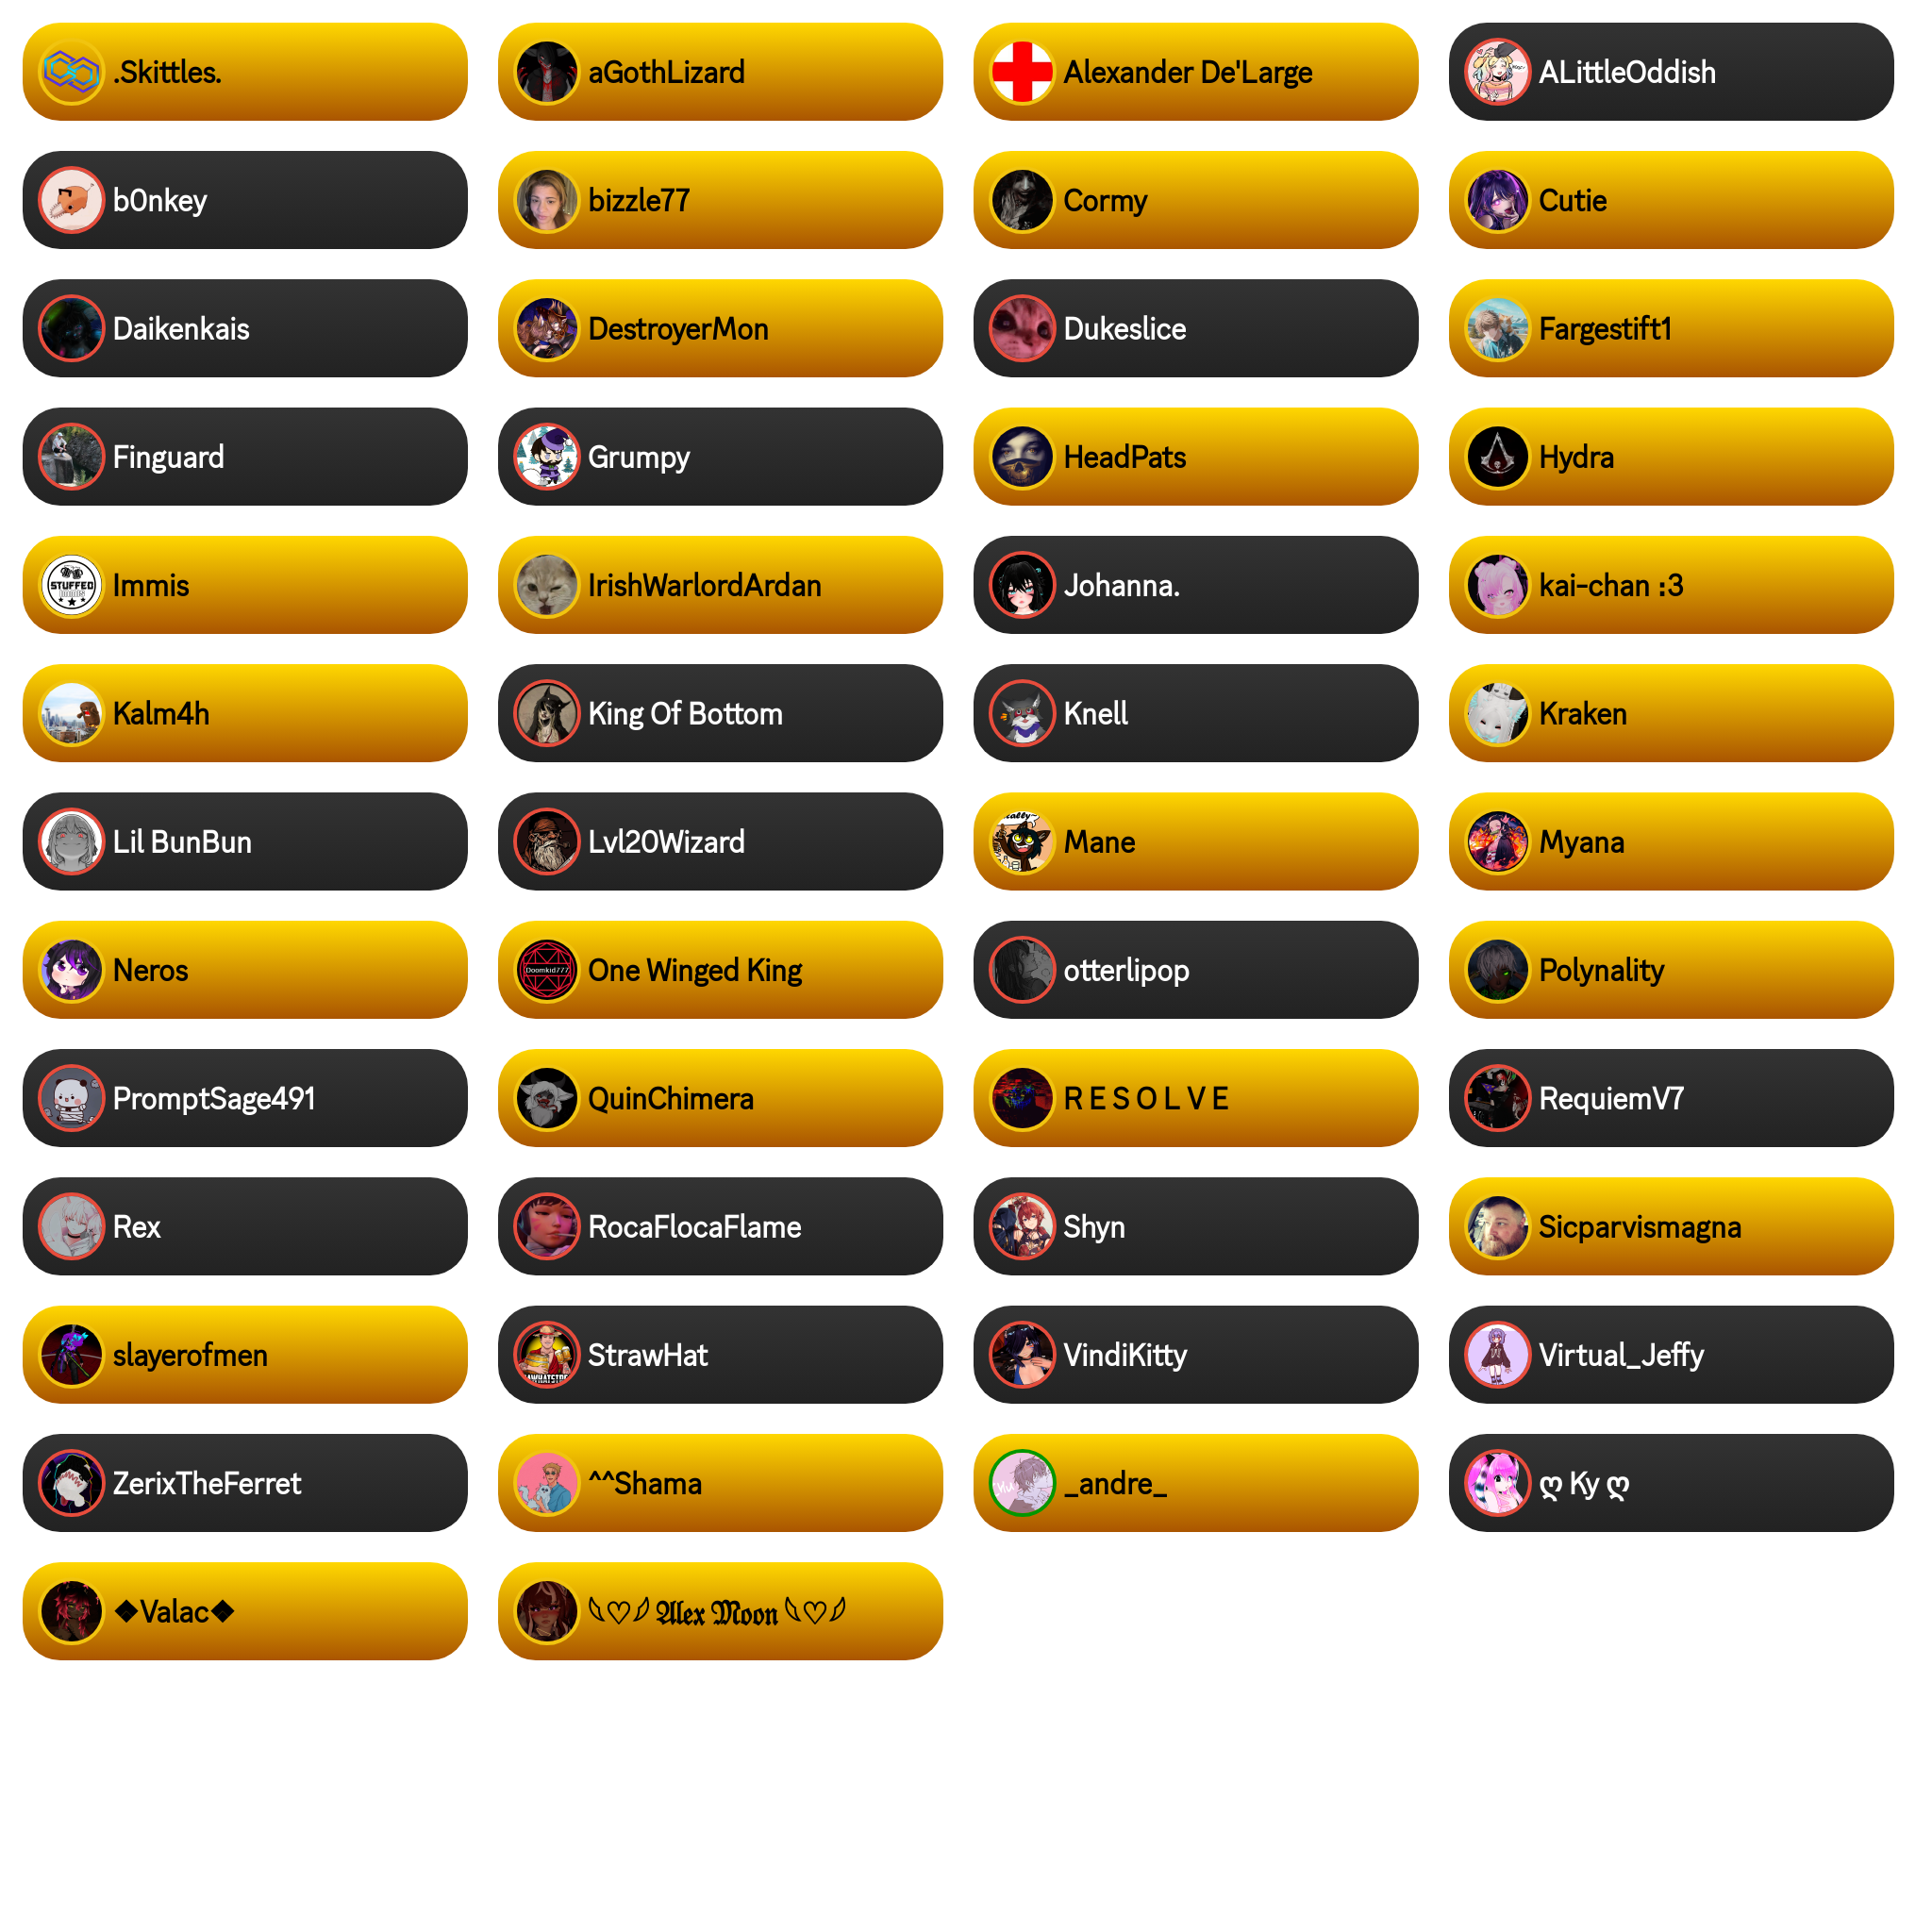 .Skittles.
aGothLizard
Alexander De'Large
ALittleOddish
b0nkey
bizzle77
Cormy
Cutie
Daikenkais
DestroyerMon
Dukeslice
Fargestift1
Finguard
Grumpy
HeadPats
Hydra
STUFFED
Immis
IrishWarlordArdan
Johanna.
kai-chan :3
Kalm4h
King Of Bottom
Knell
Kraken
Lil BunBun
Lvl20Wizard
Mane
Myana
Neros
Doomkid777
One Winged King
otterlipop
Polynality
PromptSage491
QuinChimera
R E S O L V E
RequiemV7
Rex
RocaFlocaFlame
Shyn
Sicparvismagna
slayerofmen
StrawHat
VindiKitty
Virtual_Jeffy
ZerixTheFerret
^^Shama
_andre_
ღ Ky ღ
❖Valac❖
𓆩♡𓆪 𝕬𝖑𝖊𝖝 𝕸𝖔𝖔𝖓 𓆩♡𓆪